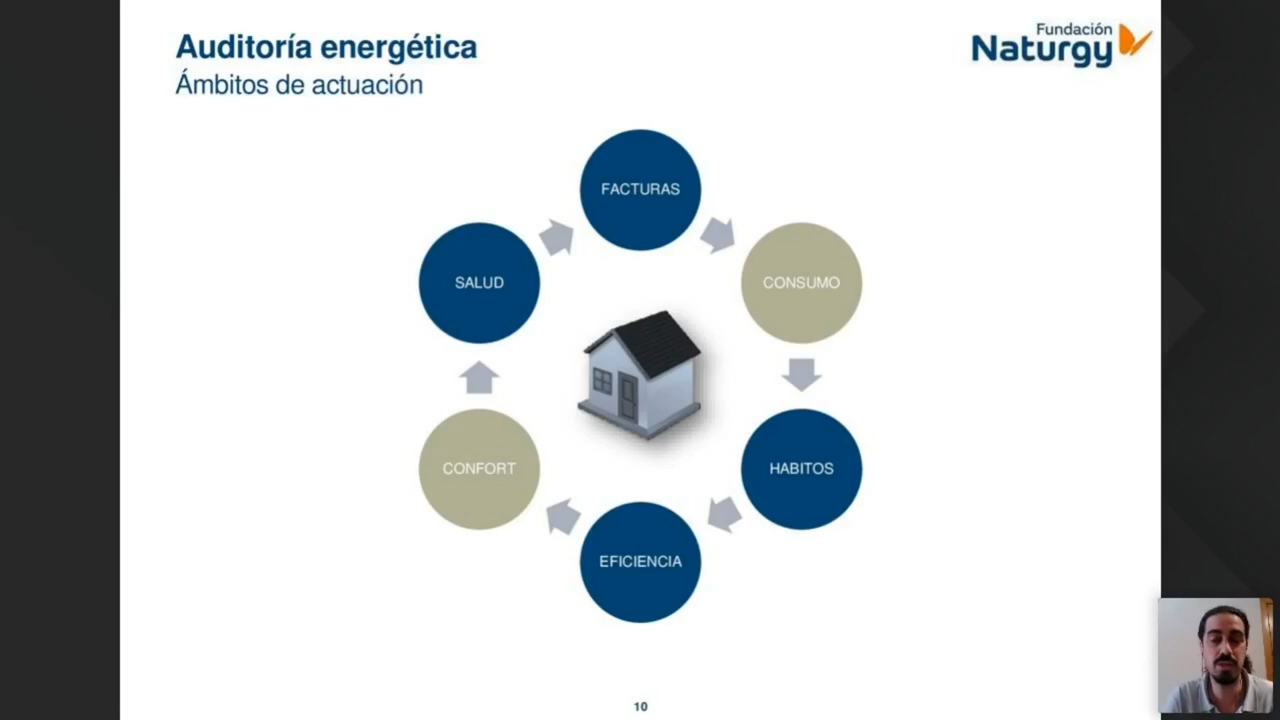 Auditoría energética
Ámbitos de actuación
Fundación
Naturgy
FACTURAS
SALUD
CONSUMO
CONFORT
HABITOS
EFICIENCIA
10